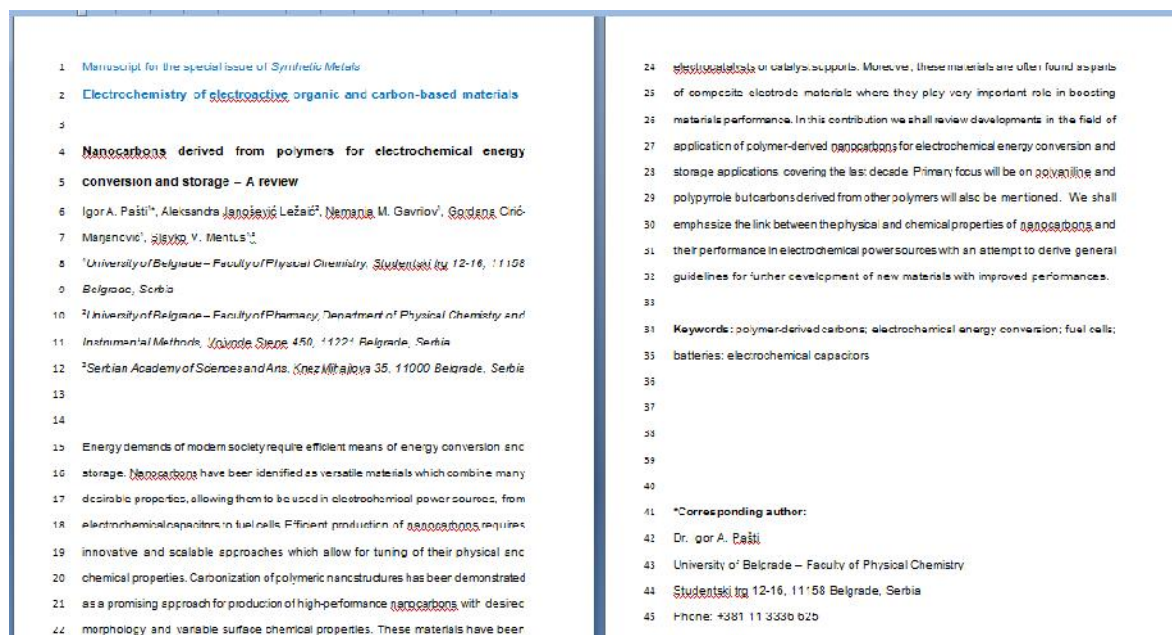 1 Manuscript for the special issue of Synthetic Metals
2 Electrochemistry of electroactive organic and carbon-based materials
3
4 Nanocarbons derived from polymers for electrochemical energy
5 conversion and storage – A review
6 Igor A. Pašti¹*, Aleksandra Janošević Ležaić², Nemanja M. Gavrilov¹, Gordana Ćirić-
7 Marjanović¹, Slavko V. Mentus¹,³
8 ¹University of Belgrade – Faculty of Physical Chemistry, Studentski trg 12-16, 11158
9 Belgrade, Serbia
10 ²University of Belgrade – Faculty of Pharmacy, Department of Physical Chemistry and
11 Instrumental Methods, Vojvode Stepe 450, 11221 Belgrade, Serbia
12 ³Serbian Academy of Sciences and Arts, Knez Mihajlova 35, 11000 Belgrade, Serbia
13
14
15 Energy demands of modern society require efficient means of energy conversion and
16 storage. Nanocarbons have been identified as versatile materials which combine many
17 desirable properties, allowing them to be used in electrochemical power sources, from
18 electrochemical capacitors to fuel cells. Efficient production of nanocarbons requires
19 innovative and scalable approaches which allow for tuning of their physical and
20 chemical properties. Carbonization of polymeric nanostructures has been demonstrated
21 as a promising approach for production of high-performance nanocarbons with desired
22 morphology and variable surface chemical properties. These materials have been
24 electrocatalysts or catalyst supports. Moreover, these materials are often found as parts
25 of composite electrode materials where they play very important role in boosting
26 materials performance. In this contribution we shall review developments in the field of
27 application of polymer-derived nanocarbons for electrochemical energy conversion and
28 storage applications, covering the last decade. Primary focus will be on polyaniline and
29 polypyrrole but carbons derived from other polymers will also be mentioned. We shall
30 emphasize the link between the physical and chemical properties of nanocarbons and
31 their performance in electrochemical power sources with an attempt to derive general
32 guidelines for further development of new materials with improved performances.
33
34 Keywords: polymer-derived carbons; electrochemical energy conversion; fuel cells;
35 batteries; electrochemical capacitors
36
37
38
39
40
41 *Corresponding author:
42 Dr. Igor A. Pašti
43 University of Belgrade – Faculty of Physical Chemistry
44 Studentski trg 12-16, 11158 Belgrade, Serbia
45 Phone: +381 11 3336 625